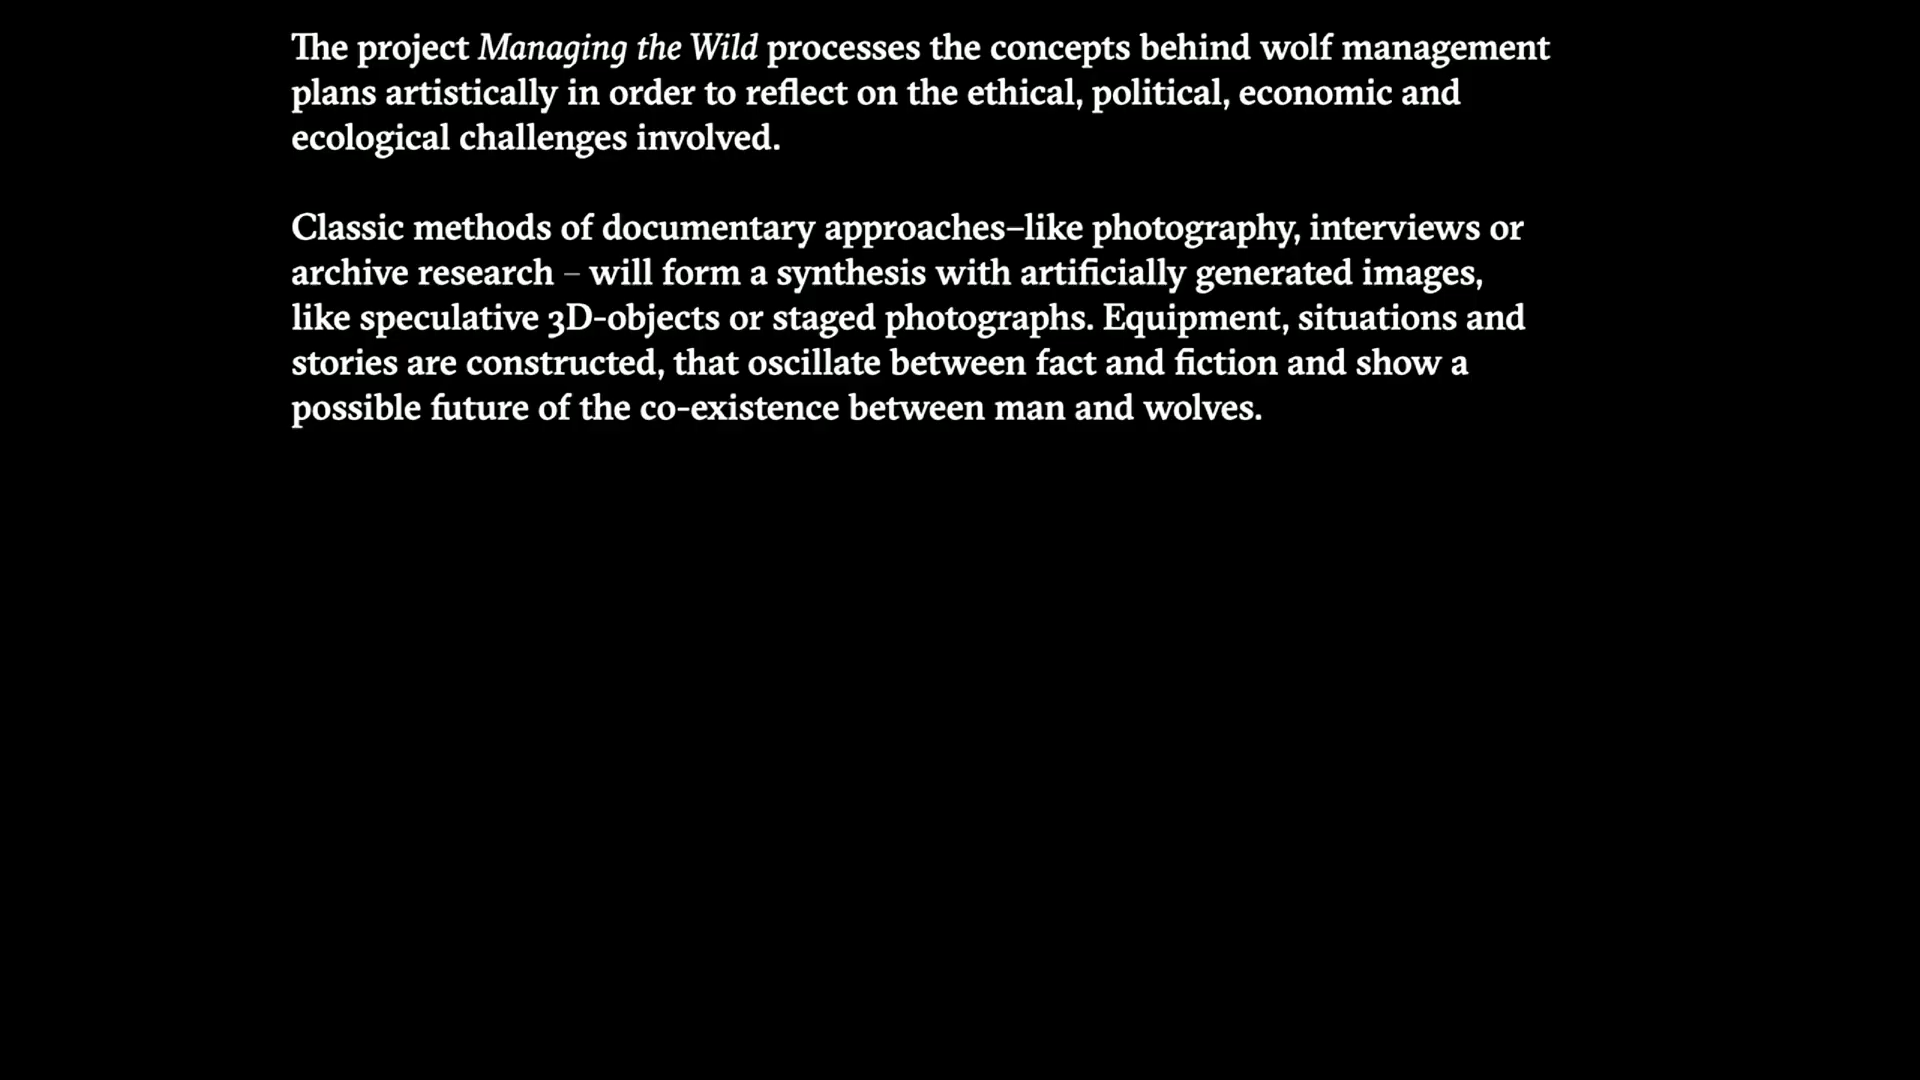 The project Managing the Wild processes the concepts behind wolf management
plans artistically in order to reflect on the ethical, political, economic and
ecological challenges involved.
Classic methods of documentary approaches–like photography, interviews or
archive research – will form a synthesis with artificially generated images,
like speculative 3D-objects or staged photographs. Equipment, situations and
stories are constructed, that oscillate between fact and fiction and show a
possible future of the co-existence between man and wolves.